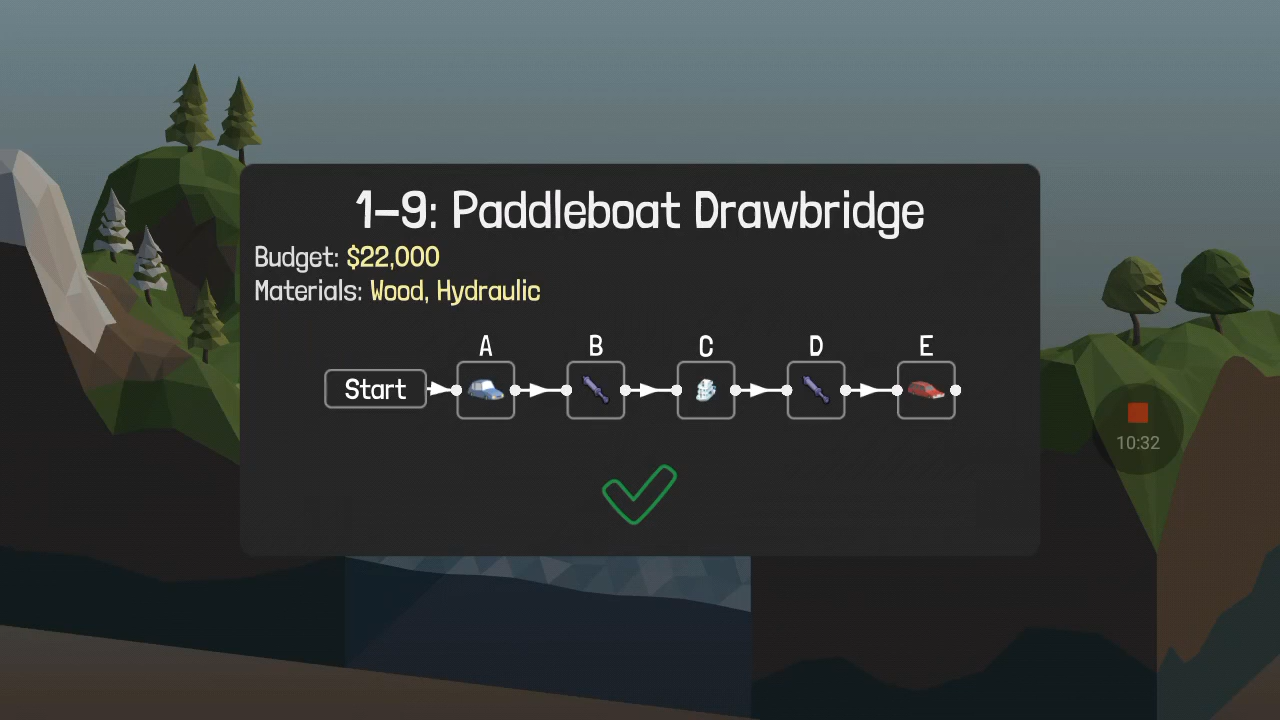 1-9: Paddleboat Drawbridge
Budget: $22,000
Materials: Wood, Hydraulic
A B C D E
Start
10:32